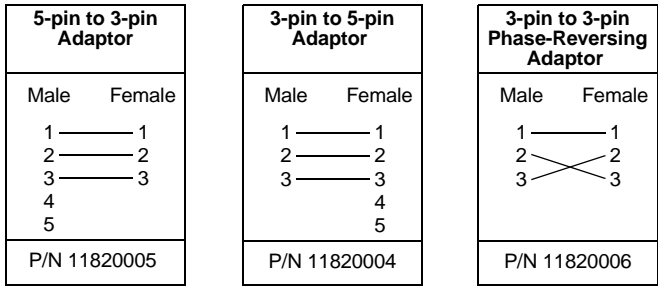 5-pin to 3-pin
Adaptor
Male Female
1 1
2 2
3 3
4
5
P/N 11820005
3-pin to 5-pin
Adaptor
Male Female
1 1
2 2
3 3
4
5
P/N 11820004
3-pin to 3-pin
Phase-Reversing
Adaptor
Male Female
1 1
2 2
3 3
P/N 11820006